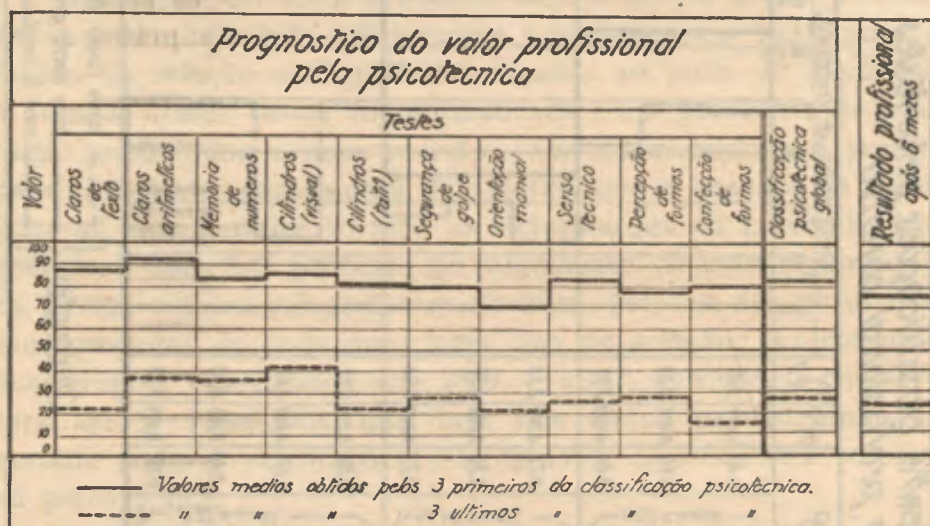 Prognostico do valor profissional
pela psicotecnica
Resultado profissional
após 6 mezes
Testes
Valor
Claros
de
texto
Claros
aritmeticos
Memória
de
numeros
Cilindros
(visual)
Cilindros
(tatil)
Segurança
de
golpe
Orientação
manual
Senso
tecnico
Percepção
de
formas
Confecção
de
formas
Classificação
psicotecnica
global
100
90
80
70
60
50
40
30
20
10
0
Valores medios obtidos pelos 3 primeiros da classificação psicotécnica.
" " " 3 ultimos " " "